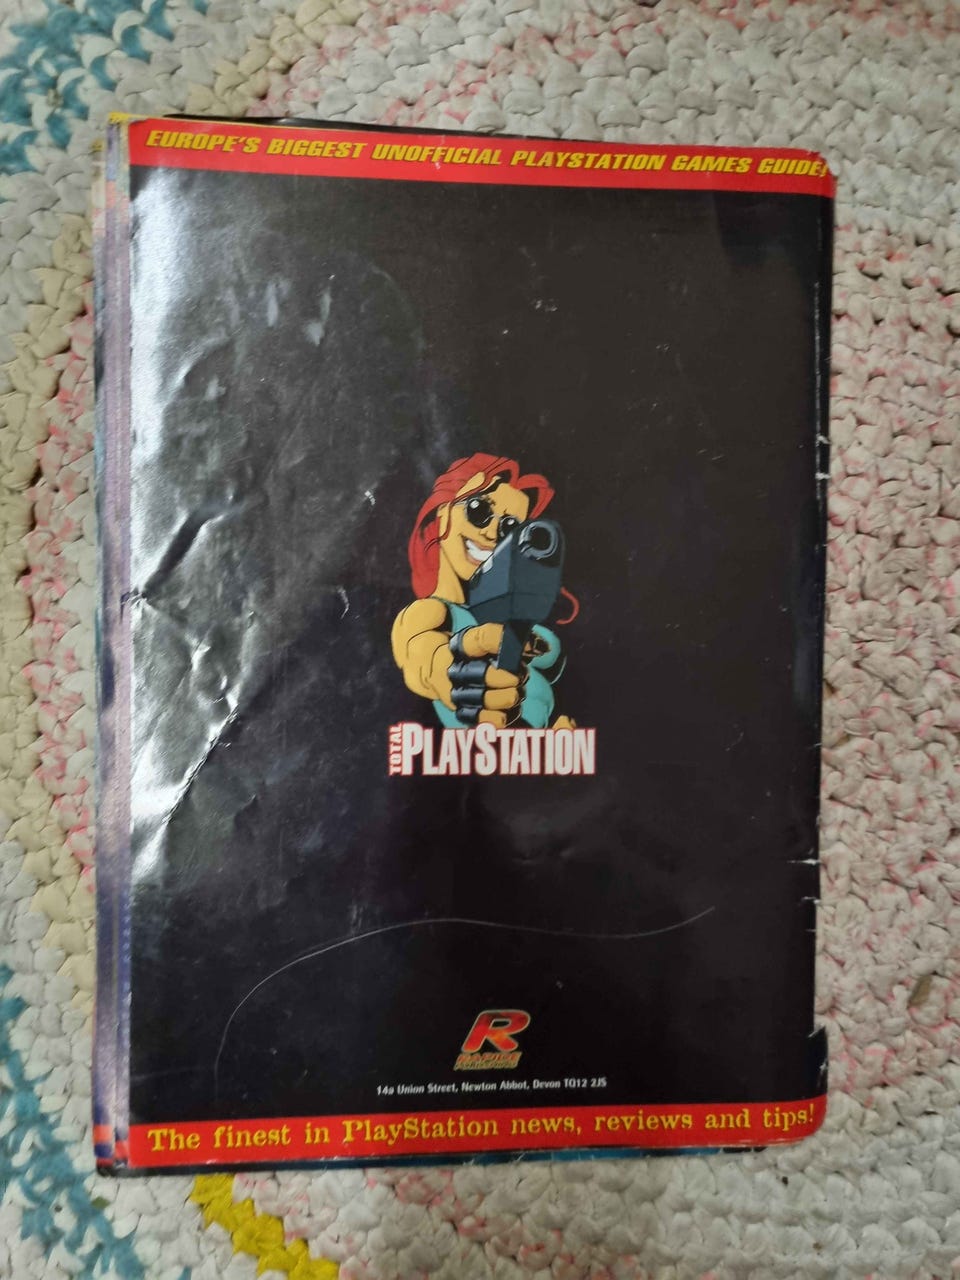 EUROPE'S BIGGEST UNOFFICIAL PLAYSTATION GAMES GUIDE!
TOTAL PLAYSTATION
R
RAPIDE
14a Union Street, Newton Abbot, Devon TQ12 2JS
The finest in PlayStation news, reviews and tips!